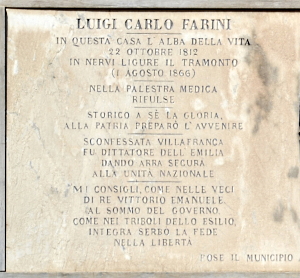 LUIGI CARLO FARINI
IN QUESTA CASA L'ALBA DELLA VITA
22 OTTOBRE 1812
IN NERVI LIGURE IL TRAMONTO
(1 AGOSTO 1866)
NELLA PALESTRA MEDICA
RIFULSE
STORICO A SÈ LA GLORIA,
ALLA PATRIA PREPARÒ L'AVVENIRE
SCONFESSATA VILLAFRANCA
FU DITTATORE DELL'EMILIA
DANDO ARRA SEGURA
ALLA UNITÀ NAZIONALE
NEI CONSIGLI, COME NELLE VECI
DI RE VITTORIO EMANUELE,
AL SOMMO DEL GOVERNO,
COME NEI TRIBOLI DELLO ESILIO,
INTEGRA SERBÒ LA FEDE
NELLA LIBERTÀ
POSE IL MUNICIPIO